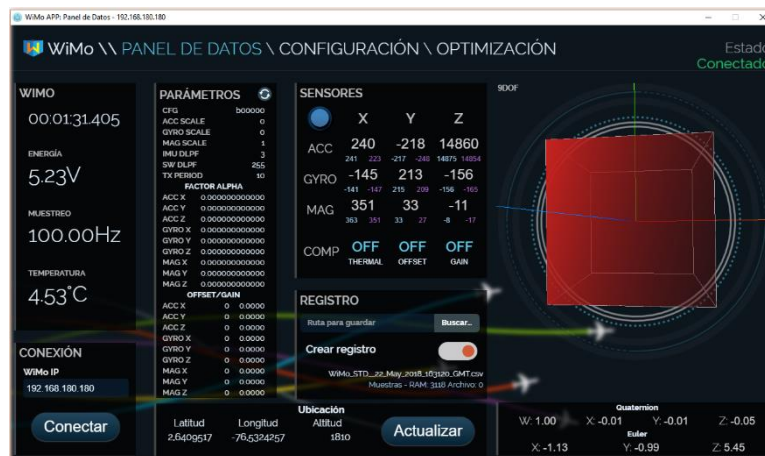 WiMo APP: Panel de Datos - 192.168.180.180
WiMo \\ PANEL DE DATOS \ CONFIGURACIÓN \ OPTIMIZACIÓN
Estado
Conectado
WIMO
00:01:31.405
ENERGÍA
5.23V
MUESTREO
100.00Hz
TEMPERATURA
4.53°C
CONEXIÓN
WiMo IP
192.168.180.180
Conectar
PARÁMETROS
CFG b00000
ACC SCALE 0
GYRO SCALE 0
MAG SCALE 1
IMU DLPF 3
SW DLPF 255
TX PERIOD 10
FACTOR ALPHA
ACC X 0.000000000000
ACC Y 0.000000000000
ACC Z 0.000000000000
GYRO X 0.000000000000
GYRO Y 0.000000000000
GYRO Z 0.000000000000
MAG X 0.000000000000
MAG Y 0.000000000000
MAG Z 0.000000000000
OFFSET/GAIN
ACC X 0 0.0000
ACC Y 0 0.0000
ACC Z 0 0.0000
GYRO X 0 0.0000
GYRO Y 0 0.0000
GYRO Z 0 0.0000
MAG X 0 0.0000
MAG Y 0 0.0000
MAG Z 0 0.0000
SENSORES
X Y Z
ACC 240 -218 14860
241 223 -217 -248 14875 14854
GYRO -145 213 -156
-141 -147 215 209 -156 -165
MAG 351 33 -11
363 351 33 27 -8 -17
COMP OFF OFF OFF
THERMAL OFFSET GAIN
REGISTRO
Ruta para guardar Buscar...
Crear registro
WiMo_STD__22_May_2018_163120_GMT.csv
Muestras - RAM: 3118 Archivo: 0
9DOF
Ubicación
Latitud Longitud Altitud
2,6409517 -76,5324257 1810
Actualizar
Quaternion
W: 1.00 X: -0.01 Y: -0.01 Z: -0.05
Euler
X: -1.13 Y: -0.99 Z: 5.45